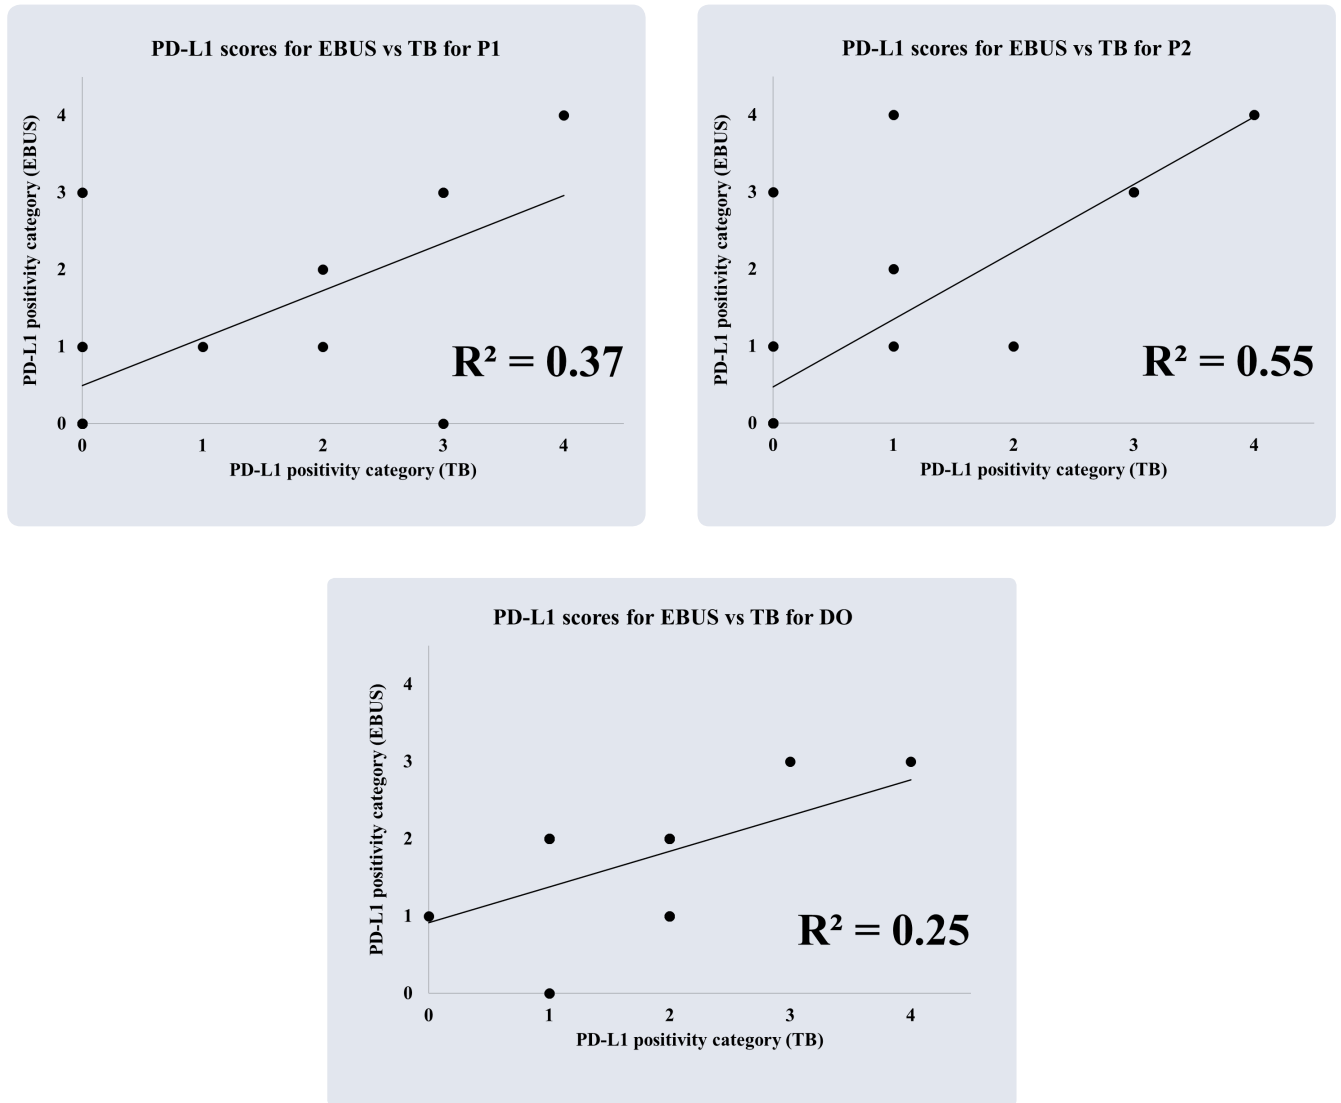 PD-L1 scores for EBUS vs TB for P1
PD-L1 positivity category (EBUS)
4
3
2
1
0
R² = 0.37
0 1 2 3 4
PD-L1 positivity category (TB)
PD-L1 scores for EBUS vs TB for P2
PD-L1 positivity category (EBUS)
4
3
2
1
0
R² = 0.55
0 1 2 3 4
PD-L1 positivity category (TB)
PD-L1 scores for EBUS vs TB for DO
PD-L1 positivity category (EBUS)
4
3
2
1
0
R² = 0.25
0 1 2 3 4
PD-L1 positivity category (TB)